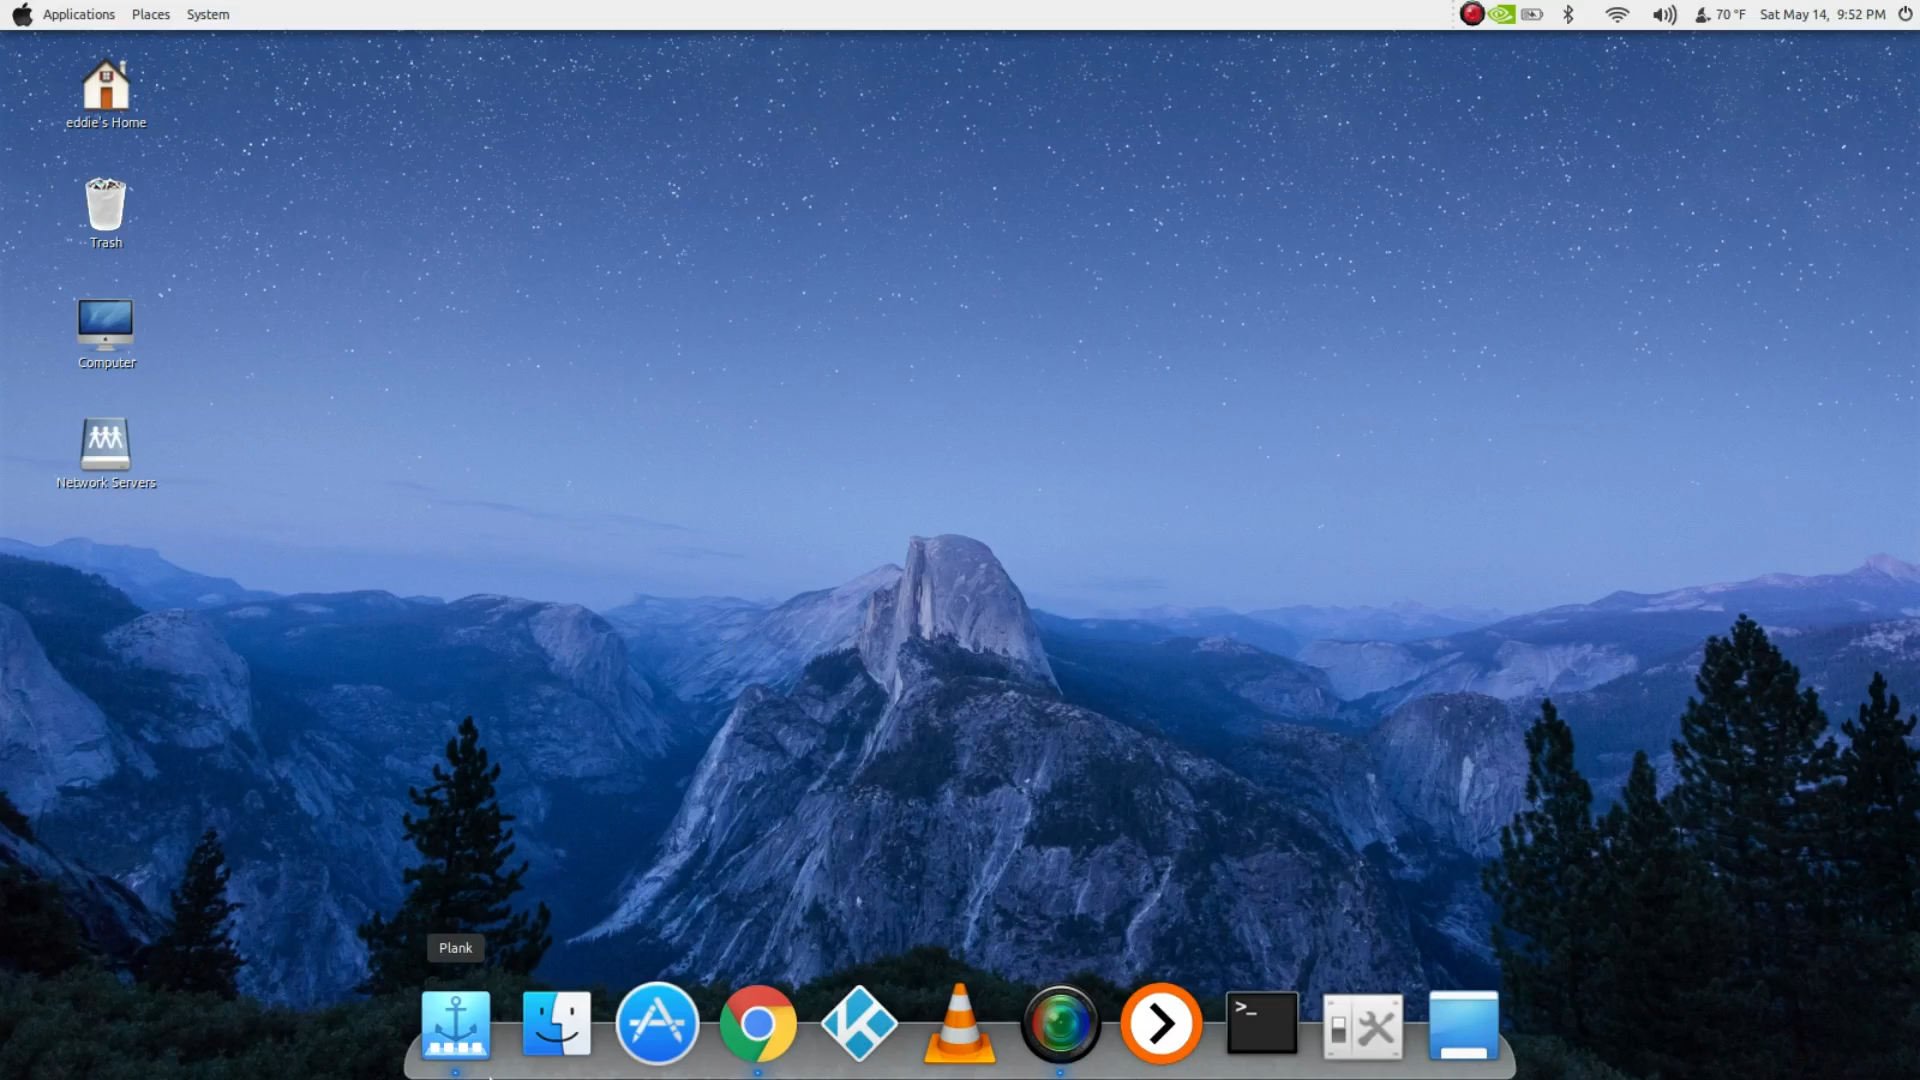 Applications Places System 70 °F Sat May 14, 9:52 PM
eddie's Home
Trash
Computer
Network Servers
Plank
>_